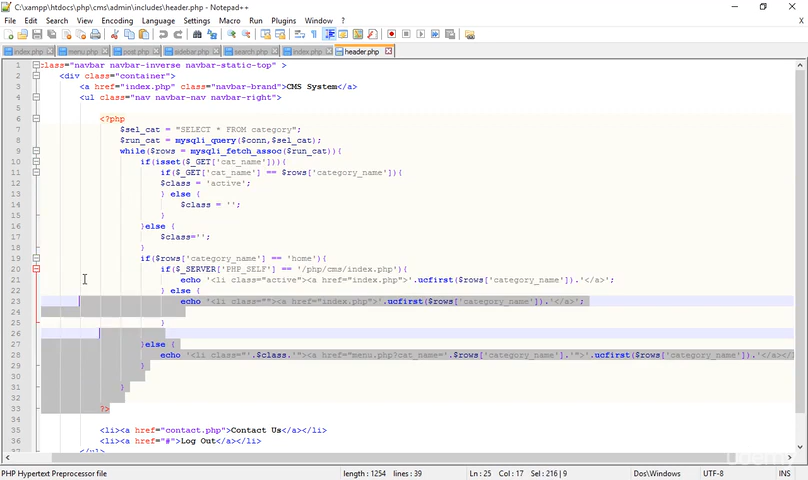 C:\xampp\htdocs\php\cms\admin\includes\header.php - Notepad++
File Edit Search View Encoding Language Settings Macro Run Plugins Window ?
X
index.php menu.php post.php sidebar.php search.php index.php header.php
1 class="navbar navbar-inverse navbar-static-top" >
2 <div class="container">
3 <a href="index.php" class="navbar-brand">CMS System</a>
4 <ul class="nav navbar-nav navbar-right">
5
6 <?php
7 $sel_cat = "SELECT * FROM category";
8 $run_cat = mysqli_query($conn,$sel_cat);
9 while($rows = mysqli_fetch_assoc($run_cat)){
10 if(isset($_GET['cat_name'])){
11 if($_GET['cat_name'] == $rows['category_name']){
12 $class = 'active';
13 } else {
14 $class = '';
15 }
16 }else {
17 $class='';
18 }
19 if($rows['category_name'] == 'home'){
20 if($_SERVER['PHP_SELF'] == '/php/cms/index.php'){
21 echo '<li class="active"><a href="index.php">'.ucfirst($rows['category_name']).'</a>';
22 } else {
23 echo '<li class=""><a href="index.php">'.ucfirst($rows['category_name']).'</a>';
24
25 }
26
27 }else {
28 echo '<li class="'.$class.'"><a href="menu.php?cat_name='.$rows['category_name'].'">'.ucfirst($rows['category_name']).'</a></l
29 }
30
31 }
32
33 ?>
34
35 <li><a href="contact.php">Contact Us</a></li>
36 <li><a href="#">Log Out</a></li>
37 </ul>
PHP Hypertext Preprocessor file length : 1254 lines : 39 Ln : 25 Col : 17 Sel : 216 | 9 Dos\Windows UTF-8 INS
udemy